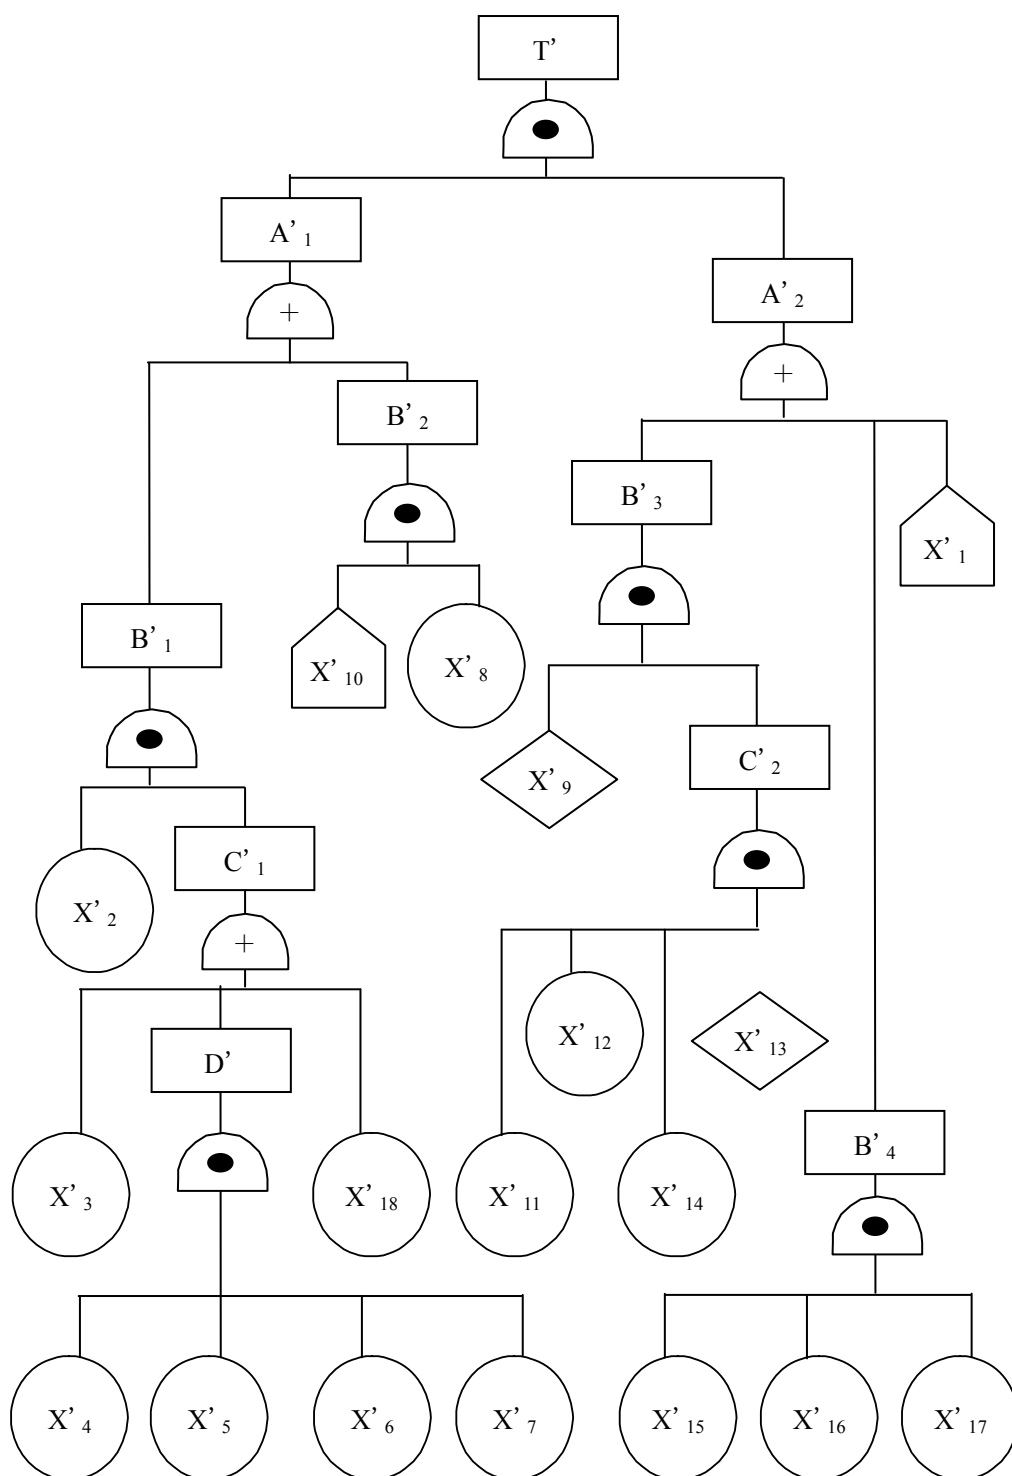 T’
A’ 1
+
A’ 2
+
B’ 2
B’ 3
X’ 1
B’ 1
X’ 10
X’ 8
X’ 9
C’ 2
C’ 1
X’ 2
+
X’ 12
X’ 13
D’
B’ 4
X’ 3
X’ 18
X’ 11
X’ 14
X’ 4
X’ 5
X’ 6
X’ 7
X’ 15
X’ 16
X’ 17